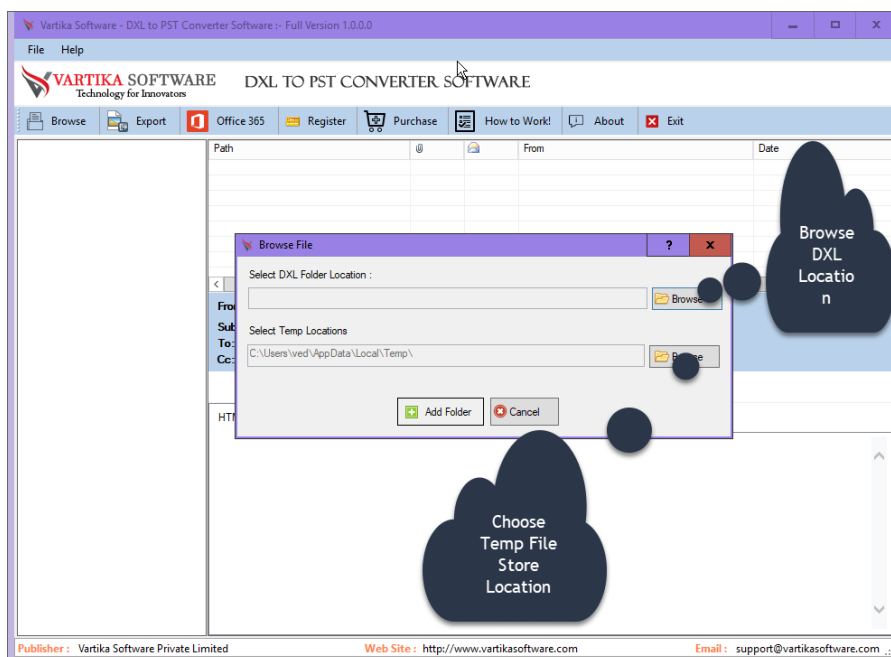 Vartika Software - DXL to PST Converter Software :- Full Version 1.0.0.0
File Help
VARTIKA SOFTWARE
Technology for Innovators
DXL TO PST CONVERTER SOFTWARE
Browse Export Office 365 Register Purchase How to Work! About Exit
Path From Date
Browse File
? x
Select DXL Folder Location :
Browse
Select Temp Locations
C:\Users\ved\AppData\Local\Temp\
Add Folder Cancel
To:
Cc:
Browse
DXL
Locatio
n
Choose
Temp File
Store
Location
Publisher : Vartika Software Private Limited Web Site : http://www.vartikasoftware.com Email : support@vartikasoftware.com